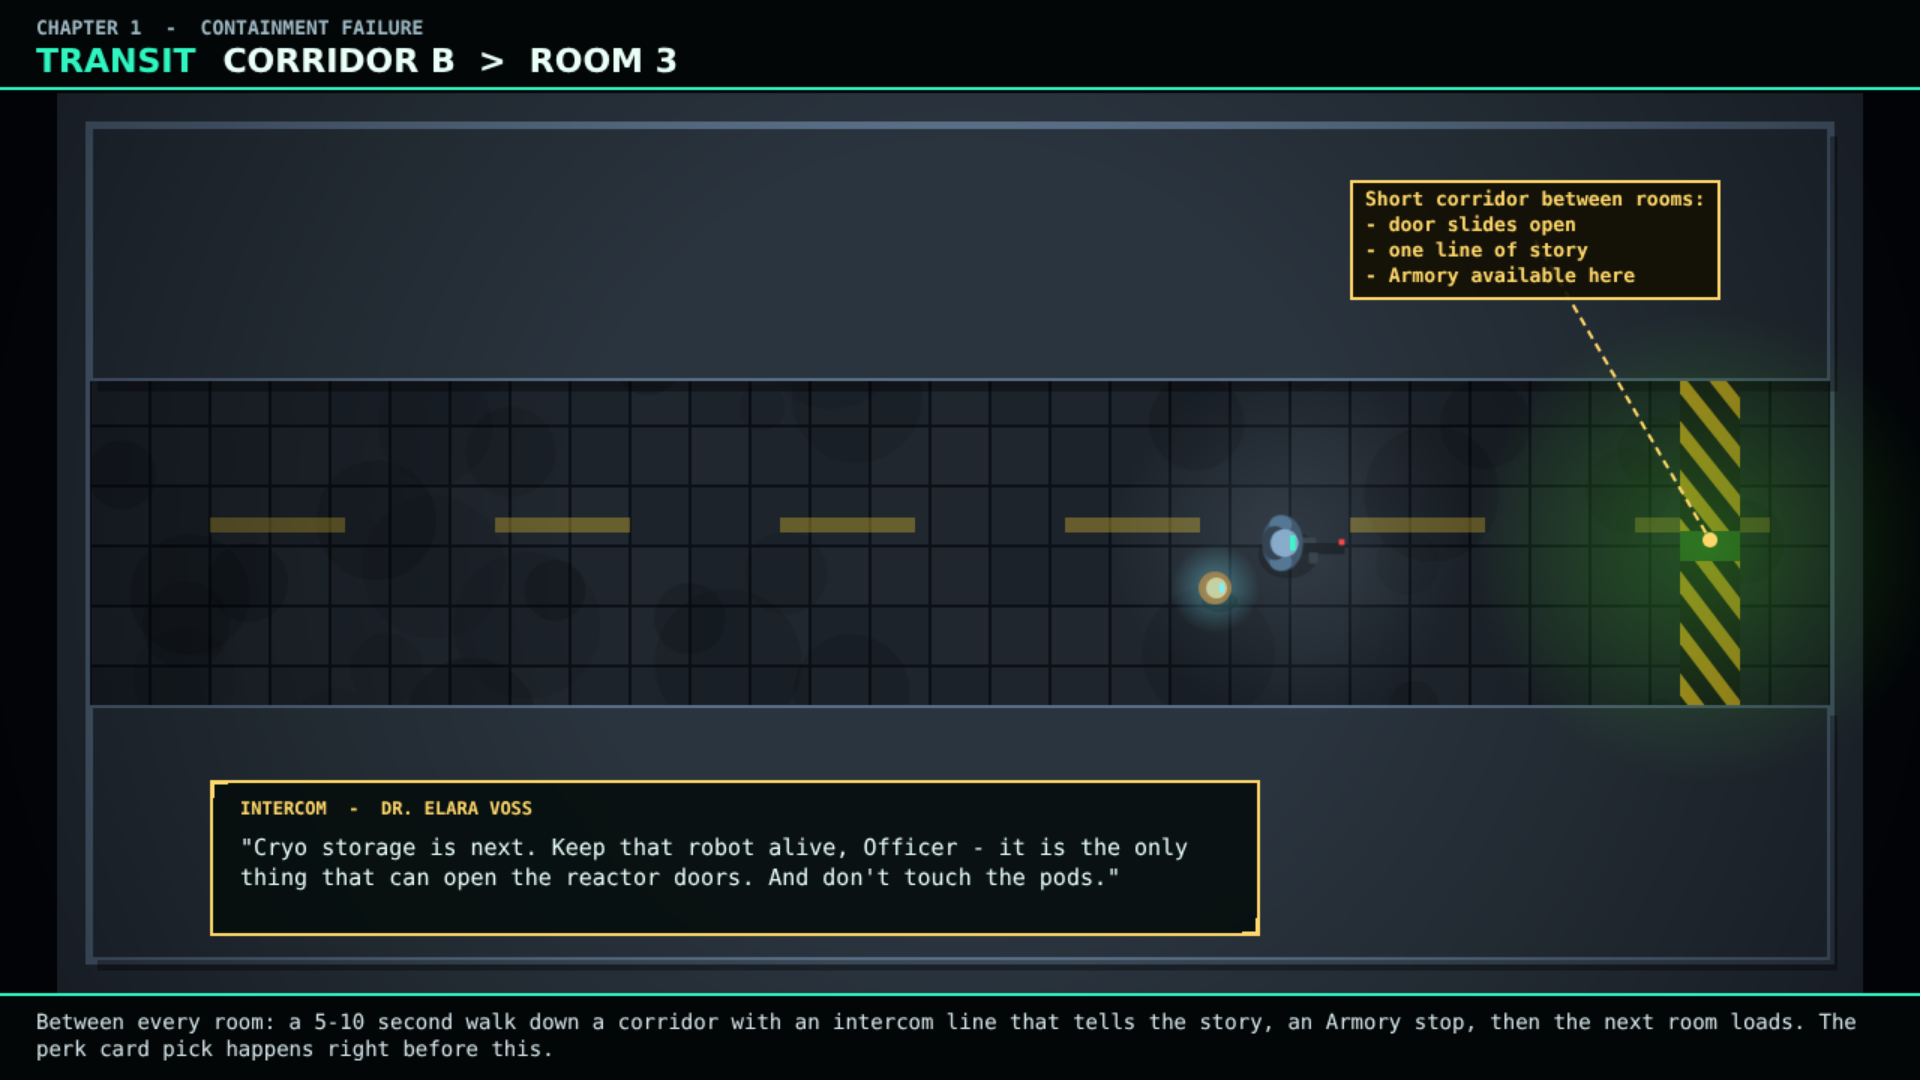 CHAPTER 1 - CONTAINMENT FAILURE
TRANSIT CORRIDOR B > ROOM 3
Short corridor between rooms:
- door slides open
- one line of story
- Armory available here
INTERCOM - DR. ELARA VOSS
"Cryo storage is next. Keep that robot alive, Officer - it is the only
thing that can open the reactor doors. And don't touch the pods."
Between every room: a 5-10 second walk down a corridor with an intercom line that tells the story, an Armory stop, then the next room loads. The
perk card pick happens right before this.